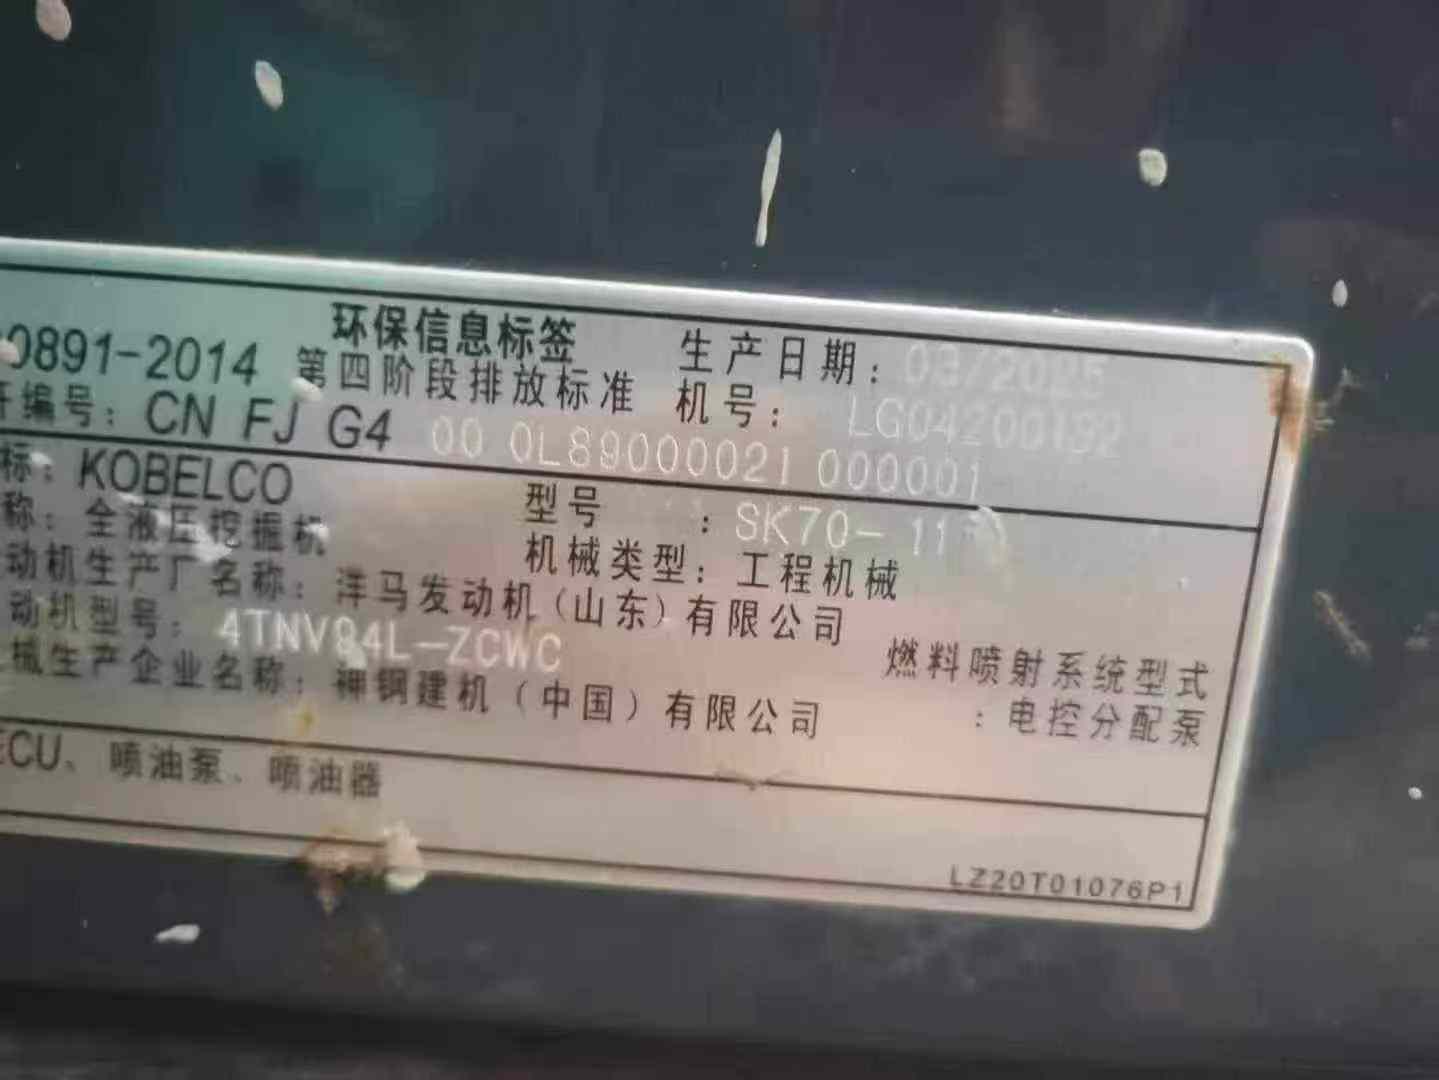 环保信息标签
0891-2014 第四阶段排放标准 生产日期: 03/2025
编号: CN FJ G4 00 0L89000021 000001 机号: LG04200192
标: KOBELCO 型号 : SK70-11
称: 全液压挖掘机 机械类型: 工程机械
动机生产厂名称: 洋马发动机(山东)有限公司
动机型号: 4TNV84L-ZCWC 燃料喷射系统型式
械生产企业名称: 神钢建机(中国)有限公司 : 电控分配泵
ECU、喷油泵、喷油器
LZ20T01076P1